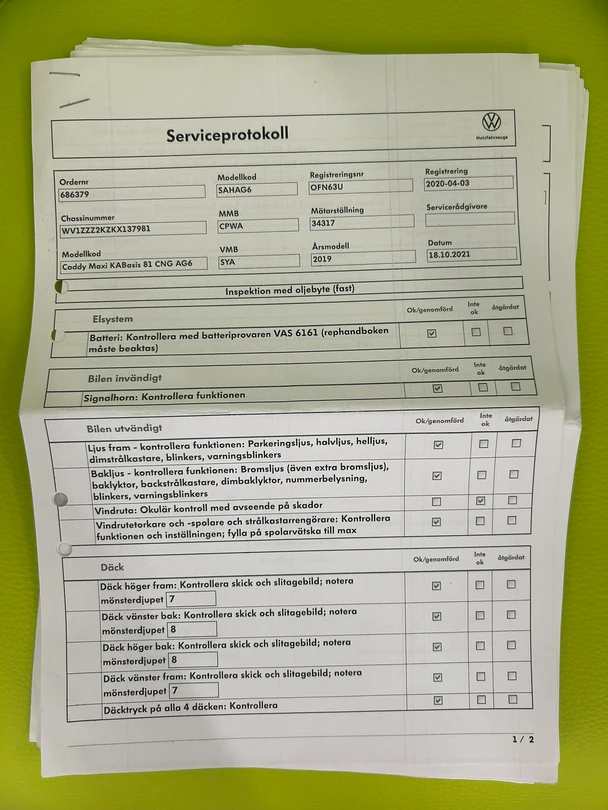 Serviceprotokoll
Nutzfahrzeuge
Ordernr
686379
Modellkod
SAHAG6
Registreringsnr
OFN63U
Registrering
2020-04-03
Chassinummer
WV1ZZZ2KZKX137981
MMB
CPWA
Mätarställning
34317
Servicerådgivare
Modellkod
Caddy Maxi KABasis 81 CNG AG6
VMB
SYA
Årsmodell
2019
Datum
18.10.2021
Inspektion med oljebyte (fast)
Elsystem
Ok/genomförd
Inte
ok
åtgärdat
Batteri: Kontrollera med batteriprovaren VAS 6161 (rephandboken
måste beaktas)
Bilen invändigt
Ok/genomförd
Inte
ok
åtgärdat
Signalhorn: Kontrollera funktionen
Bilen utvändigt
Ok/genomförd
Inte
ok
åtgärdat
Ljus fram - kontrollera funktionen: Parkeringsljus, halvljus, helljus,
dimstrålkastare, blinkers, varningsblinkers
Bakljus - kontrollera funktionen: Bromsljus (även extra bromsljus),
baklyktor, backstrålkastare, dimbaklyktor, nummerbelysning,
blinkers, varningsblinkers
Vindruta: Okulär kontroll med avseende på skador
Vindrutetorkare och -spolare och strålkastarrengörare: Kontrollera
funktionen och inställningen; fylla på spolarvätska till max
Däck
Ok/genomförd
Inte
ok
åtgärdat
Däck höger fram: Kontrollera skick och slitagebild; notera
mönsterdjupet 7
Däck vänster bak: Kontrollera skick och slitagebild; notera
mönsterdjupet 8
Däck höger bak: Kontrollera skick och slitagebild; notera
mönsterdjupet 8
Däck vänster fram: Kontrollera skick och slitagebild; notera
mönsterdjupet 7
Däcktryck på alla 4 däcken: Kontrollera
1 / 2